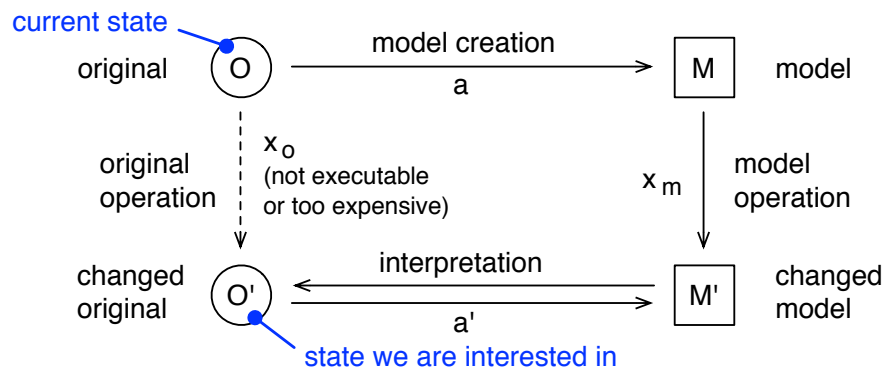 current state
original
O
model creation
a
M
model
original
operation
x o
(not executable
or too expensive)
x m
model
operation
changed
original
O'
interpretation
a'
M'
changed
model
state we are interested in